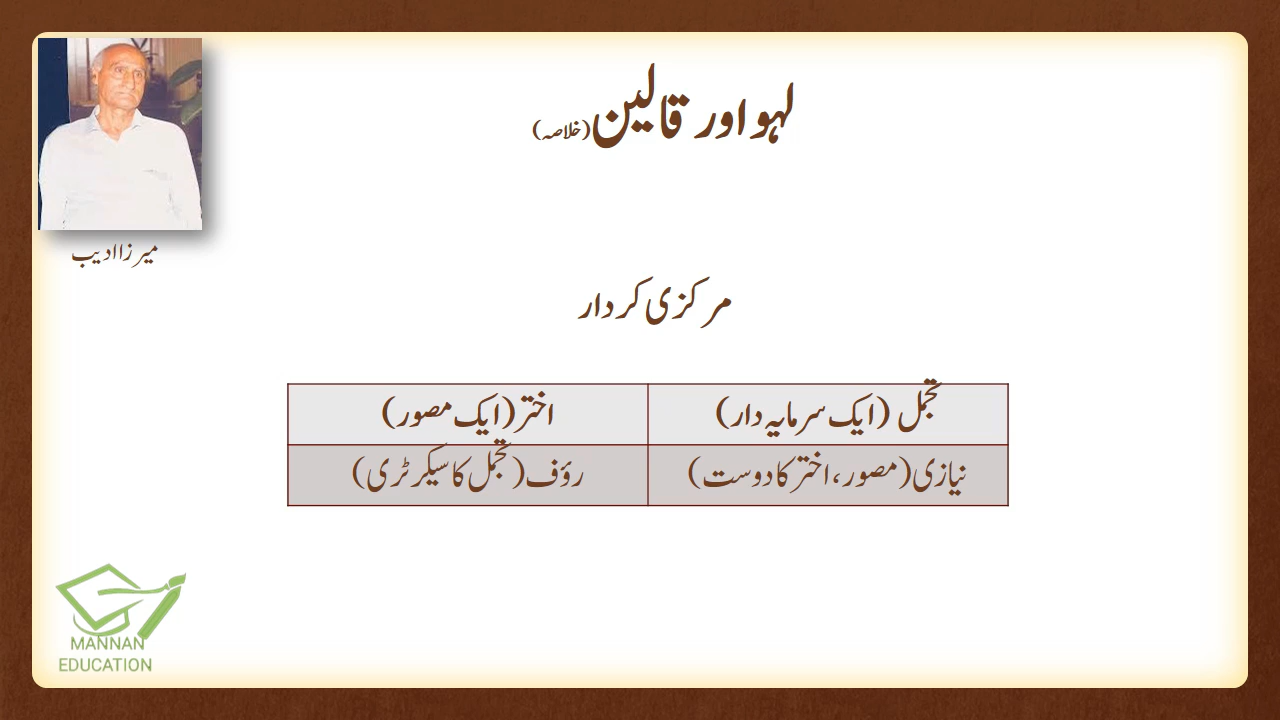 لہو اور قالین (خلاصہ)
میرزا ادیب
مرکزی کردار
تجمل (ایک سرمایہ دار)
اختر (ایک مصور)
نیازی (مصور، اختر کا دوست)
رؤف (تجمل کا سیکرٹری)
MANNAN
EDUCATION